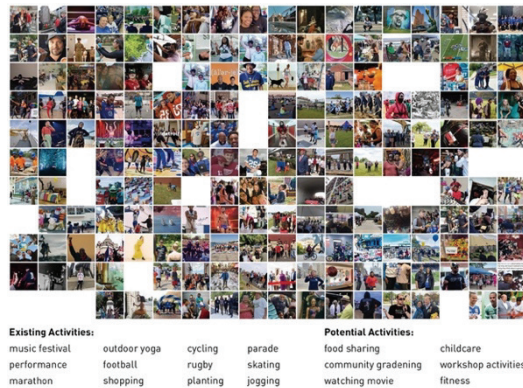 Existing Activities:
music festival outdoor yoga cycling parade
performance football rugby skating
marathon shopping planting jogging
Potential Activities:
food sharing childcare
community gradening workshop activities
watching movie fitness